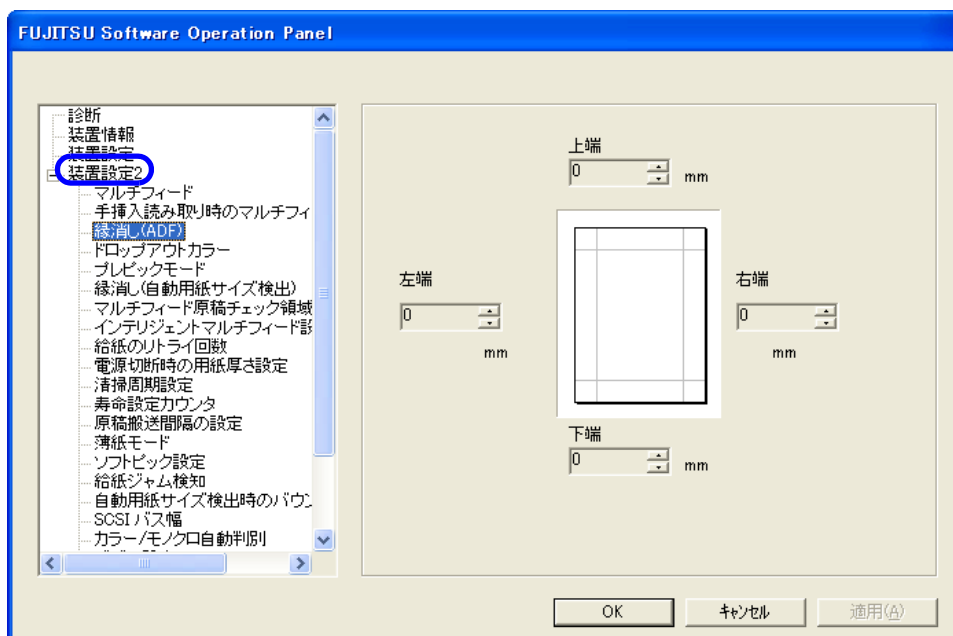 FUJITSU Software Operation Panel
診断
装置情報
装置設定
装置設定2
マルチフィード
手挿入読み取り時のマルチフィ
縁消し(ADF)
ドロップアウトカラー
プレピックモード
縁消し(自動用紙サイズ検出)
マルチフィード原稿チェック領域
インテリジェントマルチフィード設
給紙のリトライ回数
電源切断時の用紙厚さ設定
清掃周期設定
寿命設定カウンタ
原稿搬送間隔の設定
薄紙モード
ソフトピック設定
給紙ジャム検知
自動用紙サイズ検出時のバウン
SCSI バス幅
カラー/モノクロ自動判別
上端
0 mm
左端
0
mm
右端
0
mm
下端
0 mm
OK
キャンセル
適用(A)